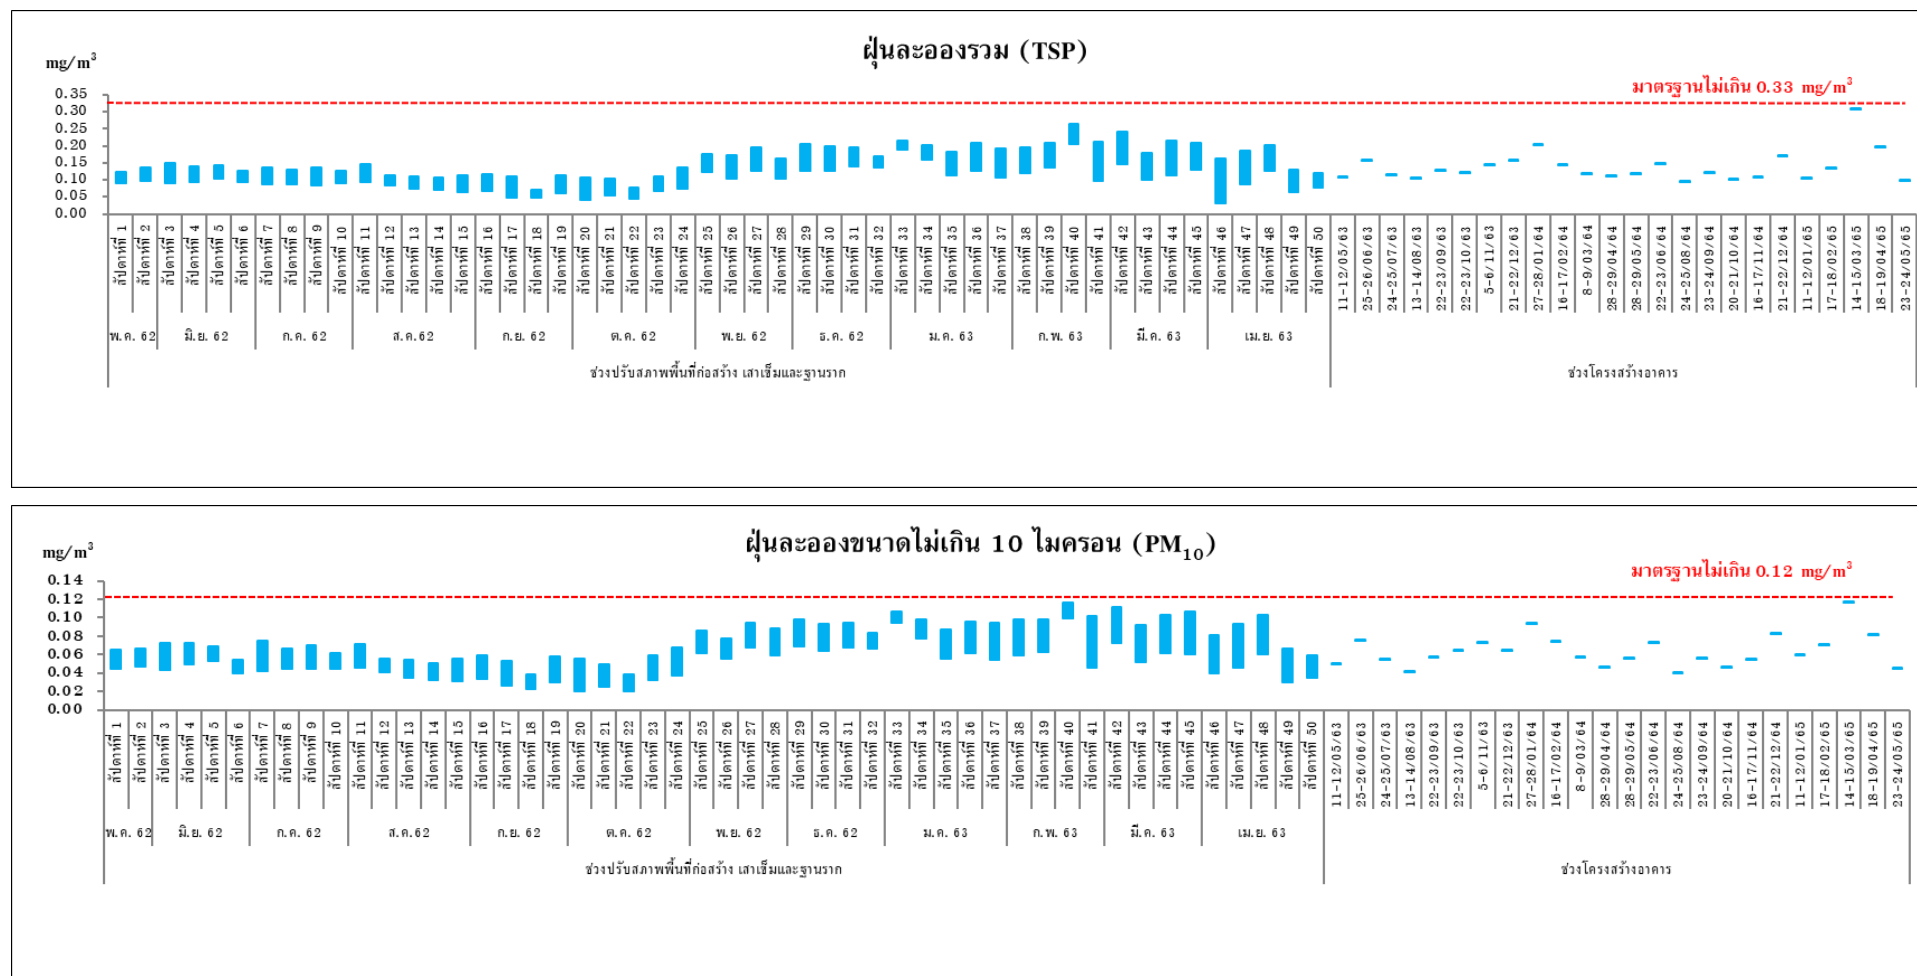 ฝุ่นละอองรวม (TSP)
mg/m³
มาตรฐานไม่เกิน 0.33 mg/m³
0.35
0.30
0.25
0.20
0.15
0.10
0.05
0.00
สัปดาห์ที่ 1 สัปดาห์ที่ 2 สัปดาห์ที่ 3 สัปดาห์ที่ 4 สัปดาห์ที่ 5 สัปดาห์ที่ 6 สัปดาห์ที่ 7 สัปดาห์ที่ 8 สัปดาห์ที่ 9 สัปดาห์ที่ 10 สัปดาห์ที่ 11 สัปดาห์ที่ 12 สัปดาห์ที่ 13 สัปดาห์ที่ 14 สัปดาห์ที่ 15 สัปดาห์ที่ 16 สัปดาห์ที่ 17 สัปดาห์ที่ 18 สัปดาห์ที่ 19 สัปดาห์ที่ 20 สัปดาห์ที่ 21 สัปดาห์ที่ 22 สัปดาห์ที่ 23 สัปดาห์ที่ 24 สัปดาห์ที่ 25 สัปดาห์ที่ 26 สัปดาห์ที่ 27 สัปดาห์ที่ 28 สัปดาห์ที่ 29 สัปดาห์ที่ 30 สัปดาห์ที่ 31 สัปดาห์ที่ 32 สัปดาห์ที่ 33 สัปดาห์ที่ 34 สัปดาห์ที่ 35 สัปดาห์ที่ 36 สัปดาห์ที่ 37 สัปดาห์ที่ 38 สัปดาห์ที่ 39 สัปดาห์ที่ 40 สัปดาห์ที่ 41 สัปดาห์ที่ 42 สัปดาห์ที่ 43 สัปดาห์ที่ 44 สัปดาห์ที่ 45 สัปดาห์ที่ 46 สัปดาห์ที่ 47 สัปดาห์ที่ 48 สัปดาห์ที่ 49 สัปดาห์ที่ 50 11-12/05/63 25-26/06/63 24-25/07/63 13-14/08/63 22-23/09/63 22-23/10/63 5-6/11/63 21-22/12/63 27-28/01/64 16-17/02/64 8-9/03/64 28-29/04/64 28-29/05/64 22-23/06/64 24-25/08/64 23-24/09/64 20-21/10/64 16-17/11/64 21-22/12/64 11-12/01/65 17-18/02/65 14-15/03/65 18-19/04/65 23-24/05/65
พ.ค. 62 มิ.ย. 62 ก.ค. 62 ส.ค.62 ก.ย. 62 ต.ค. 62 พ.ย. 62 ธ.ค. 62 ม.ค. 63 ก.พ. 63 มี.ค. 63 เม.ย. 63
ช่วงปรับสภาพพื้นที่ก่อสร้าง เสาเข็มและฐานราก ช่วงโครงสร้างอาคาร
ฝุ่นละอองขนาดไม่เกิน 10 ไมครอน (PM₁₀)
mg/m³
มาตรฐานไม่เกิน 0.12 mg/m³
0.14
0.12
0.10
0.08
0.06
0.04
0.02
0.00
สัปดาห์ที่ 1 สัปดาห์ที่ 2 สัปดาห์ที่ 3 สัปดาห์ที่ 4 สัปดาห์ที่ 5 สัปดาห์ที่ 6 สัปดาห์ที่ 7 สัปดาห์ที่ 8 สัปดาห์ที่ 9 สัปดาห์ที่ 10 สัปดาห์ที่ 11 สัปดาห์ที่ 12 สัปดาห์ที่ 13 สัปดาห์ที่ 14 สัปดาห์ที่ 15 สัปดาห์ที่ 16 สัปดาห์ที่ 17 สัปดาห์ที่ 18 สัปดาห์ที่ 19 สัปดาห์ที่ 20 สัปดาห์ที่ 21 สัปดาห์ที่ 22 สัปดาห์ที่ 23 สัปดาห์ที่ 24 สัปดาห์ที่ 25 สัปดาห์ที่ 26 สัปดาห์ที่ 27 สัปดาห์ที่ 28 สัปดาห์ที่ 29 สัปดาห์ที่ 30 สัปดาห์ที่ 31 สัปดาห์ที่ 32 สัปดาห์ที่ 33 สัปดาห์ที่ 34 สัปดาห์ที่ 35 สัปดาห์ที่ 36 สัปดาห์ที่ 37 สัปดาห์ที่ 38 สัปดาห์ที่ 39 สัปดาห์ที่ 40 สัปดาห์ที่ 41 สัปดาห์ที่ 42 สัปดาห์ที่ 43 สัปดาห์ที่ 44 สัปดาห์ที่ 45 สัปดาห์ที่ 46 สัปดาห์ที่ 47 สัปดาห์ที่ 48 สัปดาห์ที่ 49 สัปดาห์ที่ 50 11-12/05/63 25-26/06/63 24-25/07/63 13-14/08/63 22-23/09/63 22-23/10/63 5-6/11/63 21-22/12/63 27-28/01/64 16-17/02/64 8-9/03/64 28-29/04/64 28-29/05/64 22-23/06/64 24-25/08/64 23-24/09/64 20-21/10/64 16-17/11/64 21-22/12/64 11-12/01/65 17-18/02/65 14-15/03/65 18-19/04/65 23-24/05/65
พ.ค. 62 มิ.ย. 62 ก.ค. 62 ส.ค.62 ก.ย. 62 ต.ค. 62 พ.ย. 62 ธ.ค. 62 ม.ค. 63 ก.พ. 63 มี.ค. 63 เม.ย. 63
ช่วงปรับสภาพพื้นที่ก่อสร้าง เสาเข็มและฐานราก ช่วงโครงสร้างอาคาร